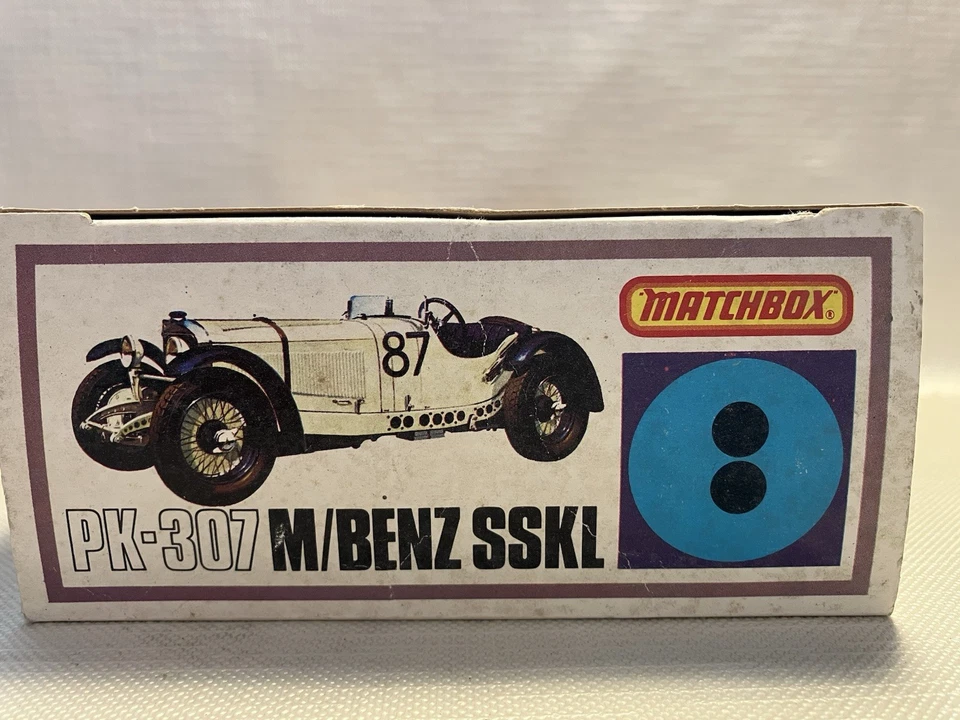 87
"MATCHBOX"®
PK-307 M/BENZ SSKL